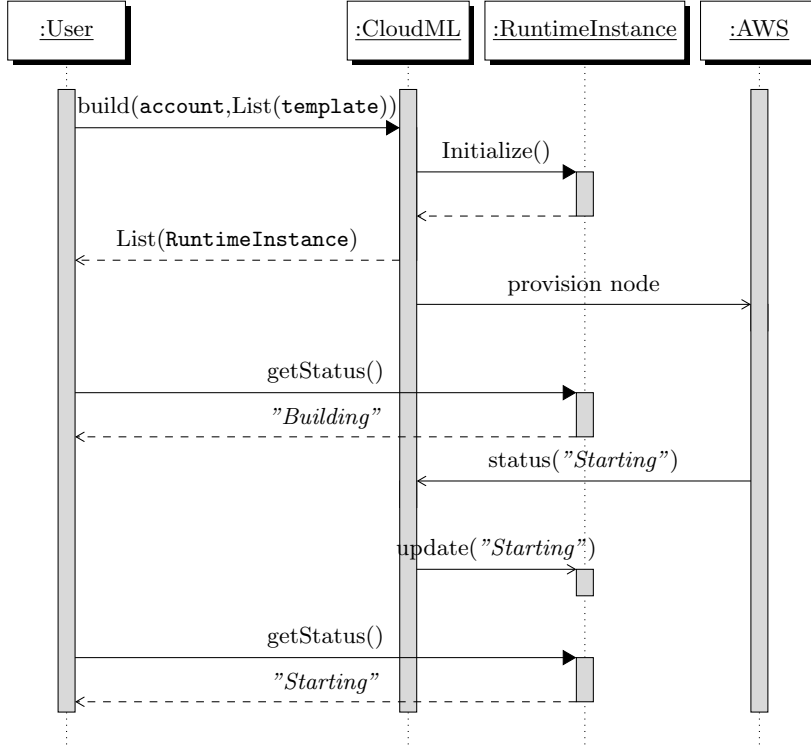 :User
:CloudML
:RuntimeInstance
:AWS
build(account,List(template))
Initialize()
List(RuntimeInstance)
provision node
getStatus()
"Building"
status("Starting")
update("Starting")
getStatus()
"Starting"